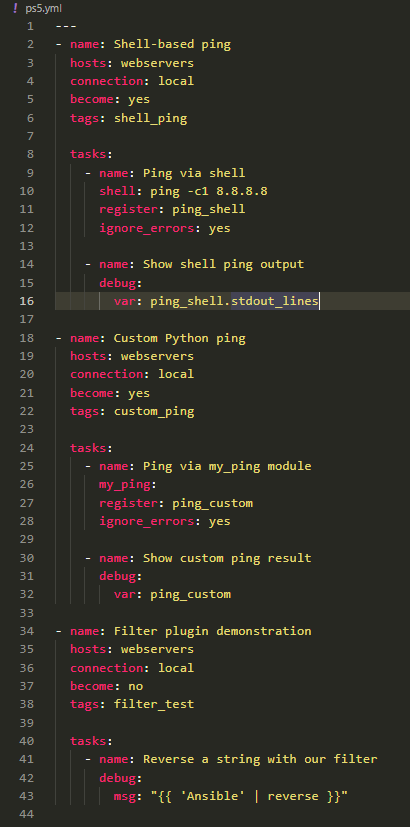 ! ps5.yml
1 ---
2 - name: Shell-based ping
3   hosts: webservers
4   connection: local
5   become: yes
6   tags: shell_ping
7
8   tasks:
9     - name: Ping via shell
10       shell: ping -c1 8.8.8.8
11       register: ping_shell
12       ignore_errors: yes
13
14     - name: Show shell ping output
15       debug:
16         var: ping_shell.stdout_lines
17
18 - name: Custom Python ping
19   hosts: webservers
20   connection: local
21   become: yes
22   tags: custom_ping
23
24   tasks:
25     - name: Ping via my_ping module
26       my_ping:
27       register: ping_custom
28       ignore_errors: yes
29
30     - name: Show custom ping result
31       debug:
32         var: ping_custom
33
34 - name: Filter plugin demonstration
35   hosts: webservers
36   connection: local
37   become: no
38   tags: filter_test
39
40   tasks:
41     - name: Reverse a string with our filter
42       debug:
43         msg: "{{ 'Ansible' | reverse }}"
44